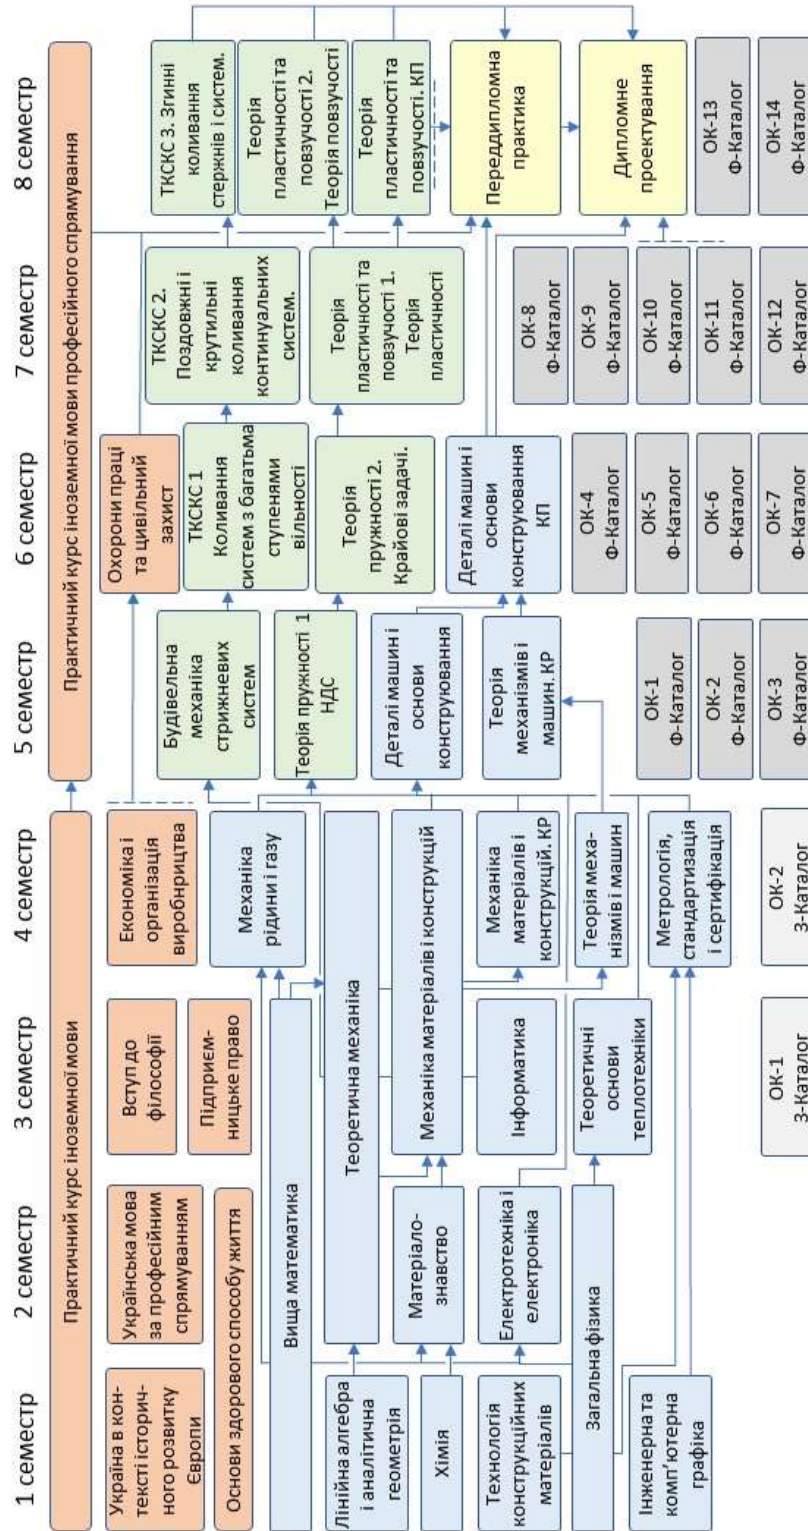 1 семестр
2 семестр
3 семестр
4 семестр
5 семестр
6 семестр
7 семестр
8 семестр
Практичний курс іноземної мови
Практичний курс іноземної мови професійного спрямування
Україна в кон-
тексті історич-
ного розвитку
Європи
Українська мова
за професійним
спрямуванням
Вступ до
філософії
Економіка і
організація
виробнрицтва
Охорони праці
та цивільний
захист
Основи здорового способу життя
Підприєм-
ницьке право
Вища математика
Механіка
рідини і газу
Будівельна
механіка
стрижневих
систем
ТКСКС 1
Коливання
систем з багатьма
ступенями
вільності
ТКСКС 2.
Поздовжні і
крутильні
коливання
континуальних
систем.
ТКСКС 3. Згинні
коливання
стержнів і систем.
Лінійна алгебра
і аналітична
геометрія
Теоретична механіка
Теорія пружності 1
НДС
Теорія
пружності 2.
Крайові задачі.
Теорія
пластичності та
повзучості 1.
Теорія
пластичності
Теорія
пластичності та
повзучості 2.
Теорія повзучості
Теорія
пластичності та
повзучості. КП
Хімія
Матеріало-
знавство
Механіка матеріалів і конструкцій
Деталі машин і
основи
конструювання
Деталі машин і
основи
конструювання
КП
Переддипломна
практика
Технологія
конструкційних
матеріалів
Електротехніка і
електроніка
Інформатика
Механіка
матеріалів і
конструкцій. КР
Теорія
механізмів і
машин. КР
Загальна фізика
Теоретичні
основи
теплотехніки
Теорія меха-
нізмів і машин
Дипломне
проектування
Інженерна та
комп'ютерна
графіка
Метрологія,
стандартизація
і сертифікація
ОК-1
З-Каталог
ОК-2
З-Каталог
ОК-1
Ф-Каталог
ОК-2
Ф-Каталог
ОК-3
Ф-Каталог
ОК-4
Ф-Каталог
ОК-5
Ф-Каталог
ОК-6
Ф-Каталог
ОК-7
Ф-Каталог
ОК-8
Ф-Каталог
ОК-9
Ф-Каталог
ОК-10
Ф-Каталог
ОК-11
Ф-Каталог
ОК-12
Ф-Каталог
ОК-13
Ф-Каталог
ОК-14
Ф-Каталог